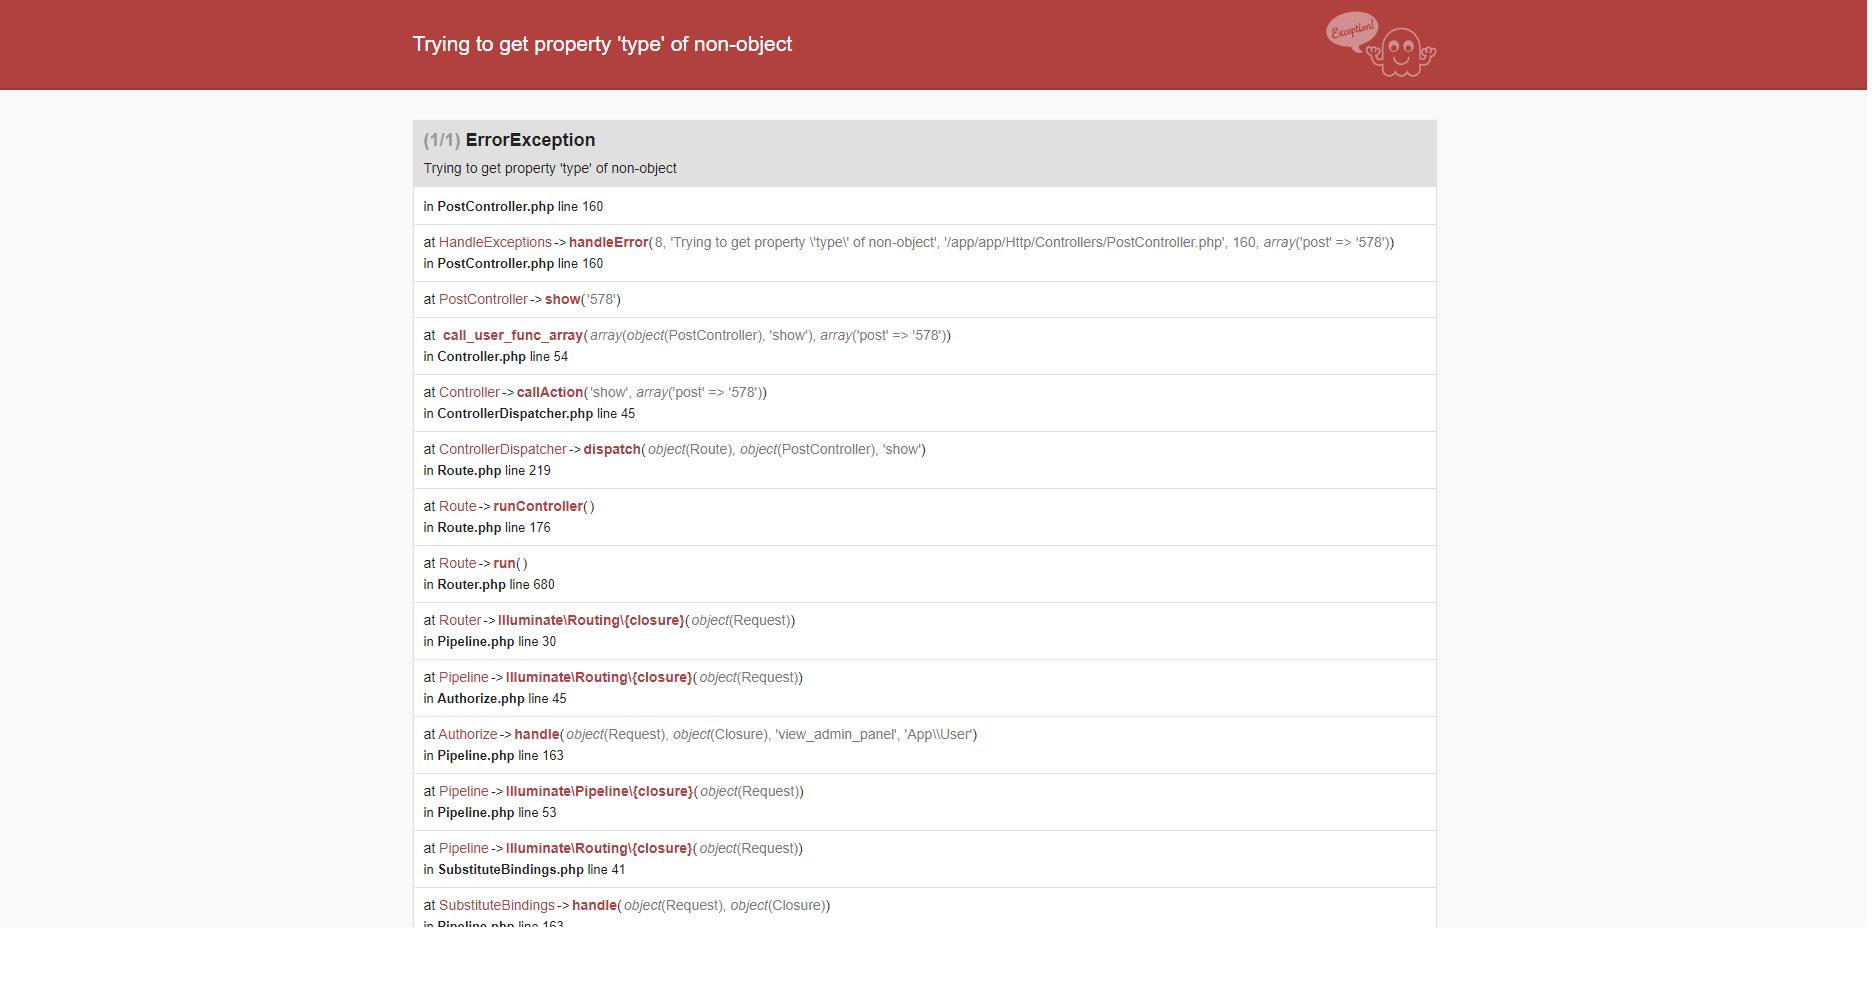 Trying to get property 'type' of non-object
Exception!
(1/1) ErrorException
Trying to get property 'type' of non-object
in PostController.php line 160
at HandleExceptions->handleError(8, 'Trying to get property \'type\' of non-object', '/app/app/Http/Controllers/PostController.php', 160, array('post' => '578'))
in PostController.php line 160
at PostController->show('578')
at call_user_func_array(array(object(PostController), 'show'), array('post' => '578'))
in Controller.php line 54
at Controller->callAction('show', array('post' => '578'))
in ControllerDispatcher.php line 45
at ControllerDispatcher->dispatch(object(Route), object(PostController), 'show')
in Route.php line 219
at Route->runController()
in Route.php line 176
at Route->run()
in Router.php line 680
at Router->Illuminate\Routing\{closure}(object(Request))
in Pipeline.php line 30
at Pipeline->Illuminate\Routing\{closure}(object(Request))
in Authorize.php line 45
at Authorize->handle(object(Request), object(Closure), 'view_admin_panel', 'App\\User')
in Pipeline.php line 163
at Pipeline->Illuminate\Pipeline\{closure}(object(Request))
in Pipeline.php line 53
at Pipeline->Illuminate\Routing\{closure}(object(Request))
in SubstituteBindings.php line 41
at SubstituteBindings->handle(object(Request), object(Closure))
in Pipeline.php line 163